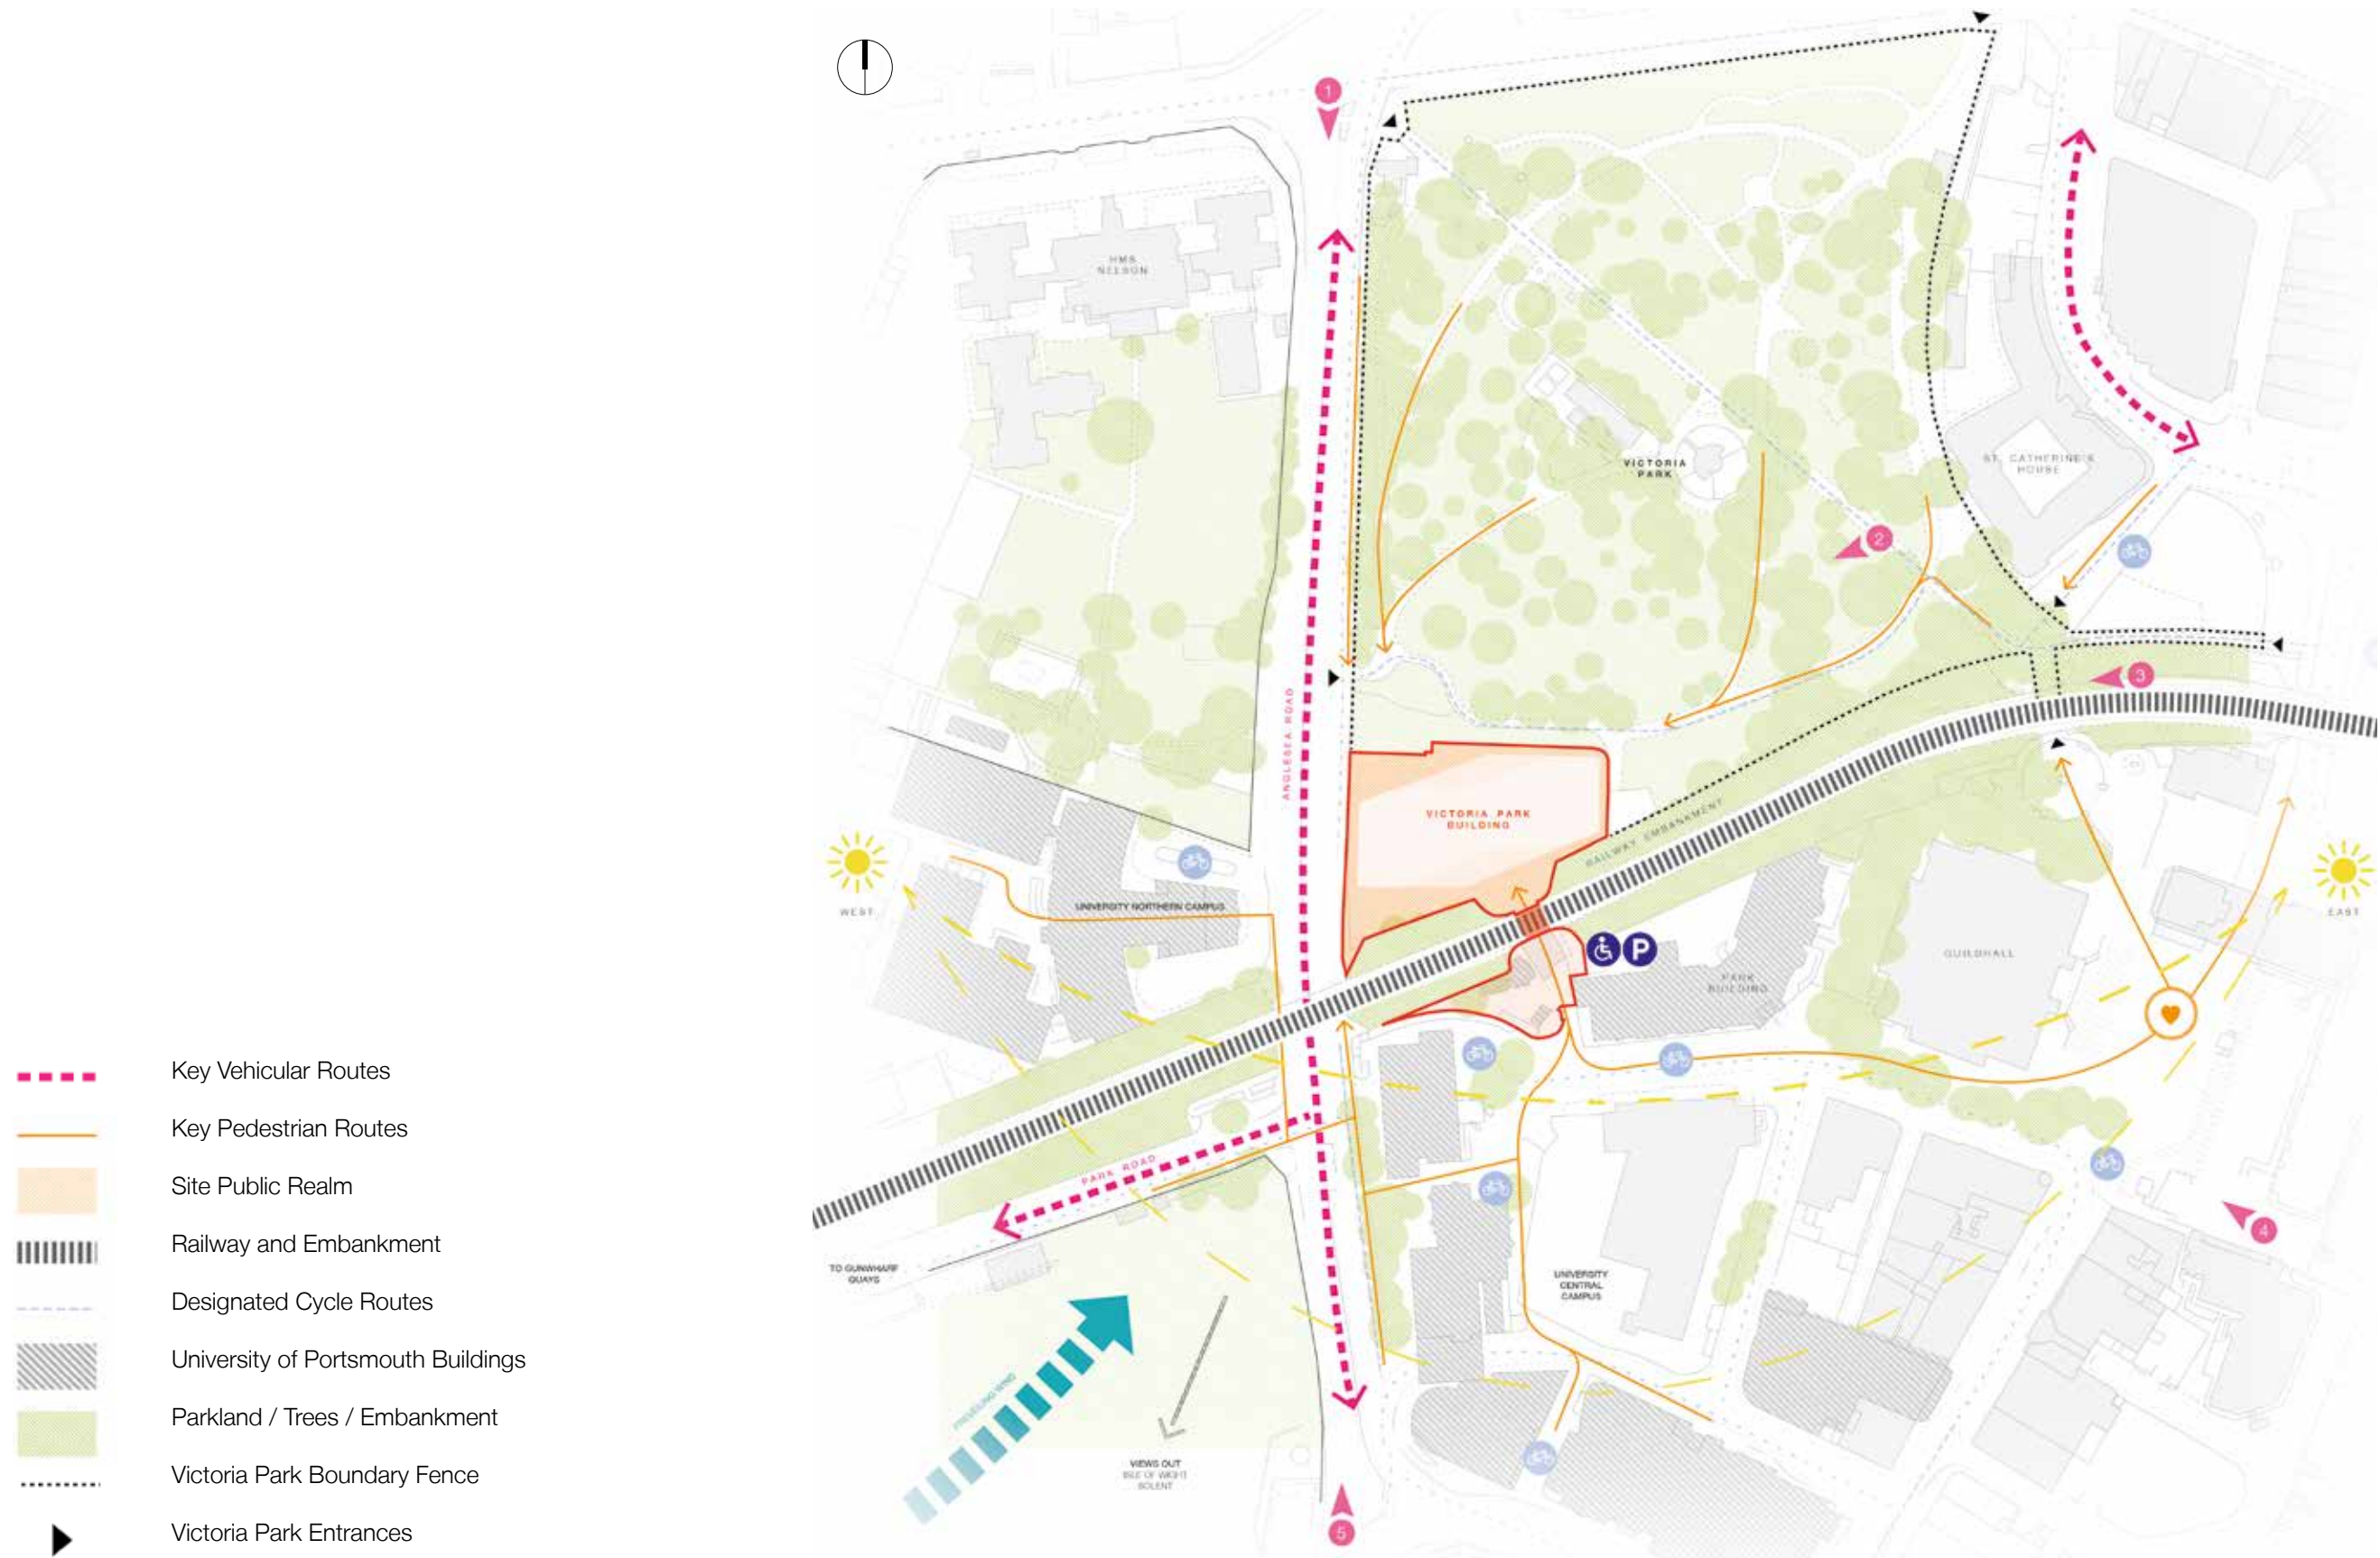 Key Vehicular Routes
Key Pedestrian Routes
Site Public Realm
Railway and Embankment
Designated Cycle Routes
University of Portsmouth Buildings
Parkland / Trees / Embankment
Victoria Park Boundary Fence
Victoria Park Entrances
1
HMS
NELSON
VICTORIA
PARK
ST. CATHERINE'S
HOUSE
2
3
ANGLESEA ROAD
VICTORIA PARK
BUILDING
RAILWAY EMBANKMENT
WEST
EAST
UNIVERSITY NORTHERN CAMPUS
P
PARK
BUILDING
GUILDHALL
PARK ROAD
TO GUNWHARF
QUAYS
UNIVERSITY
CENTRAL
CAMPUS
4
PREVAILING WIND
VIEWS OUT
ISLE OF WIGHT
SOLENT
5